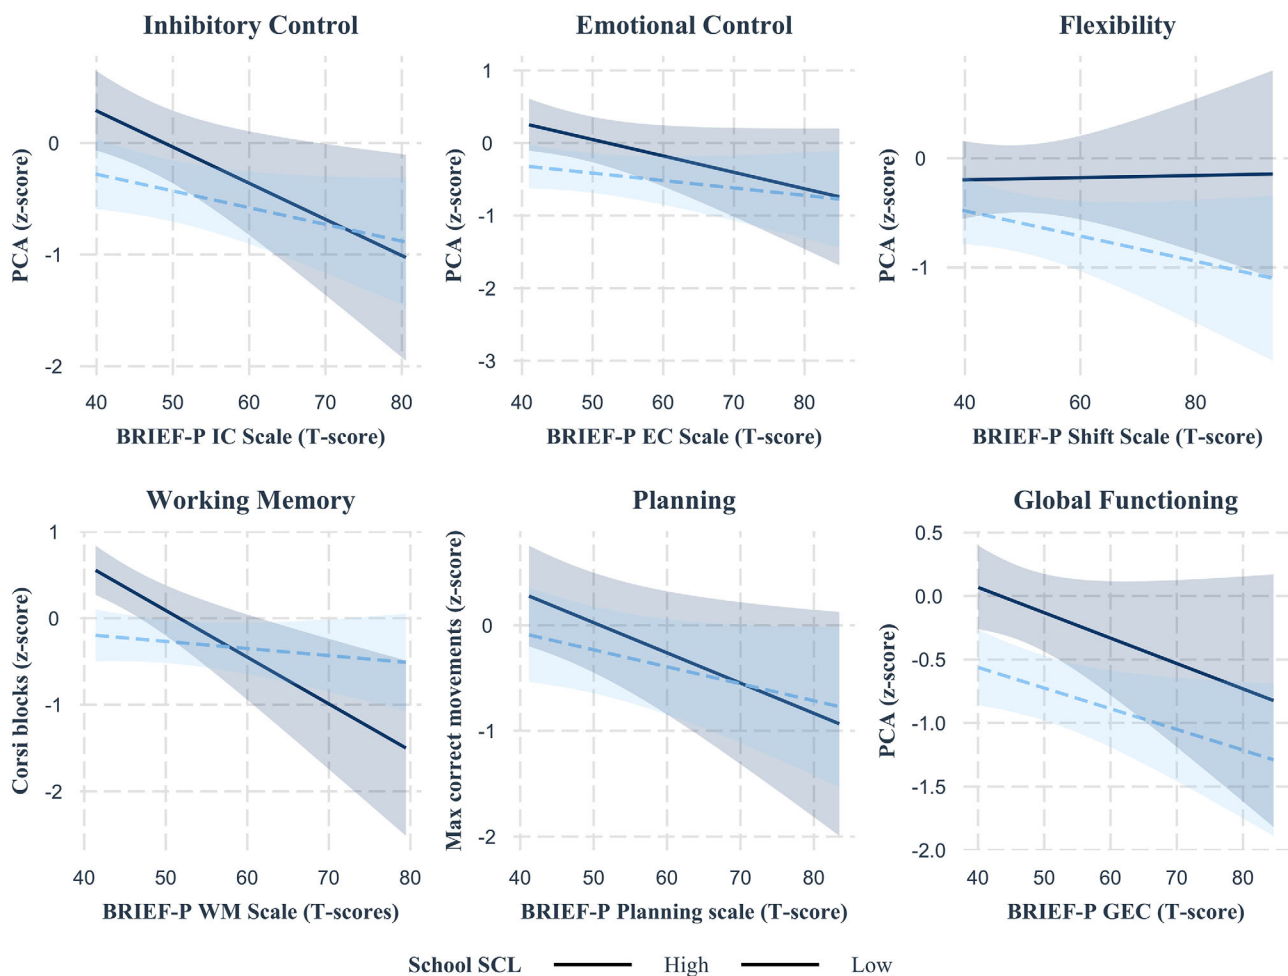 Inhibitory Control
Emotional Control
Flexibility
PCA (z-score)
0
-1
-2
40 50 60 70 80
BRIEF-P IC Scale (T-score)
PCA (z-score)
1
0
-1
-2
-3
40 50 60 70 80
BRIEF-P EC Scale (T-score)
PCA (z-score)
0
-1
40 60 80
BRIEF-P Shift Scale (T-score)
Working Memory
Planning
Global Functioning
Corsi blocks (z-score)
1
0
-1
-2
40 50 60 70 80
BRIEF-P WM Scale (T-scores)
Max correct movements (z-score)
0
-1
-2
40 50 60 70 80
BRIEF-P Planning scale (T-score)
PCA (z-score)
0.5
0.0
-0.5
-1.0
-1.5
-2.0
40 50 60 70 80
BRIEF-P GEC (T-score)
School SCL High Low